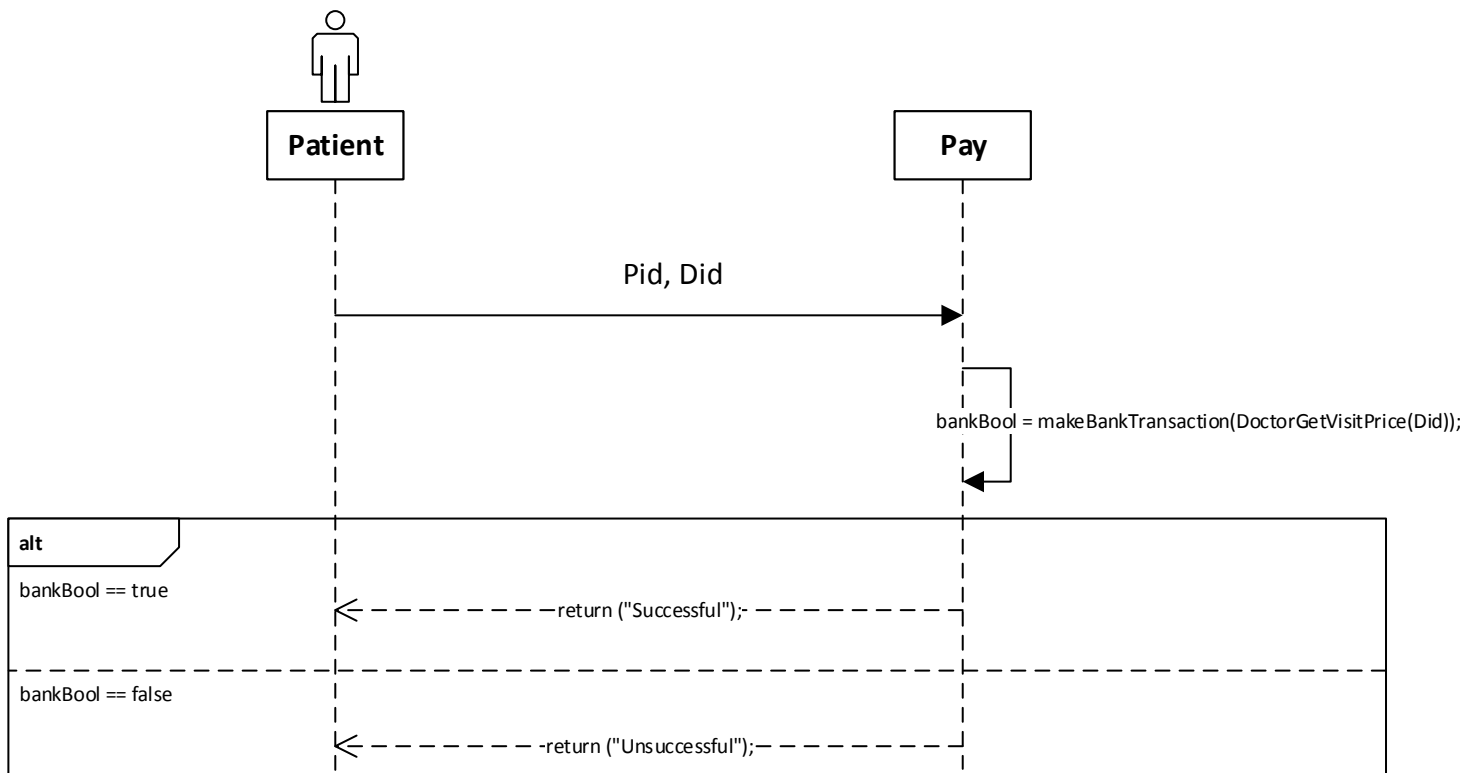 Patient
Pay
Pid, Did
bankBool = makeBankTransaction(DoctorGetVisitPrice(Did));
alt
bankBool == true
return ("Successful");
bankBool == false
return ("Unsuccessful");